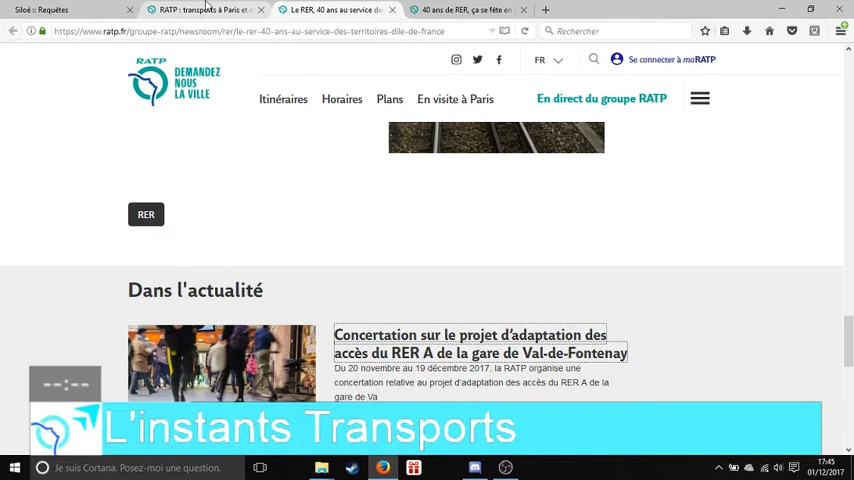 Siloé :: Requêtes
RATP : transports à Paris et e
Le RER, 40 ans au service des
40 ans de RER, ça se fête en
https://www.ratp.fr/groupe-ratp/newsroom/rer/le-rer-40-ans-au-service-des-territoires-dile-de-france
Rechercher
RATP
DEMANDEZ
NOUS
LA VILLE
FR
Se connecter à maRATP
Itinéraires
Horaires
Plans
En visite à Paris
En direct du groupe RATP
RER
Dans l'actualité
Concertation sur le projet d’adaptation des
accès du RER A de la gare de Val-de-Fontenay
Du 20 novembre au 19 décembre 2017, la RATP organise une
concertation relative au projet d'adaptation des accès du RER A de la
gare de Va
--:--
L'instants Transports
Je suis Cortana. Posez-moi une question.
17:45
01/12/2017